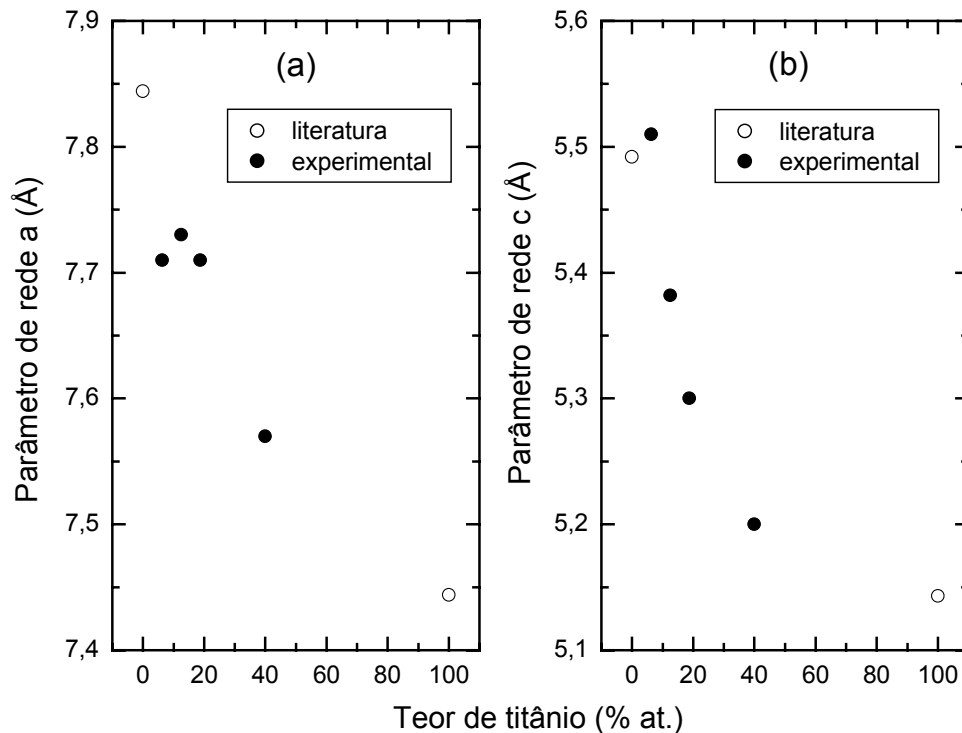 (a)
literatura
experimental
Parâmetro de rede a (Å)
7,9
7,8
7,7
7,6
7,5
7,4
0 20 40 60 80 100
(b)
literatura
experimental
Parâmetro de rede c (Å)
5,6
5,5
5,4
5,3
5,2
5,1
0 20 40 60 80 100
Teor de titânio (% at.)